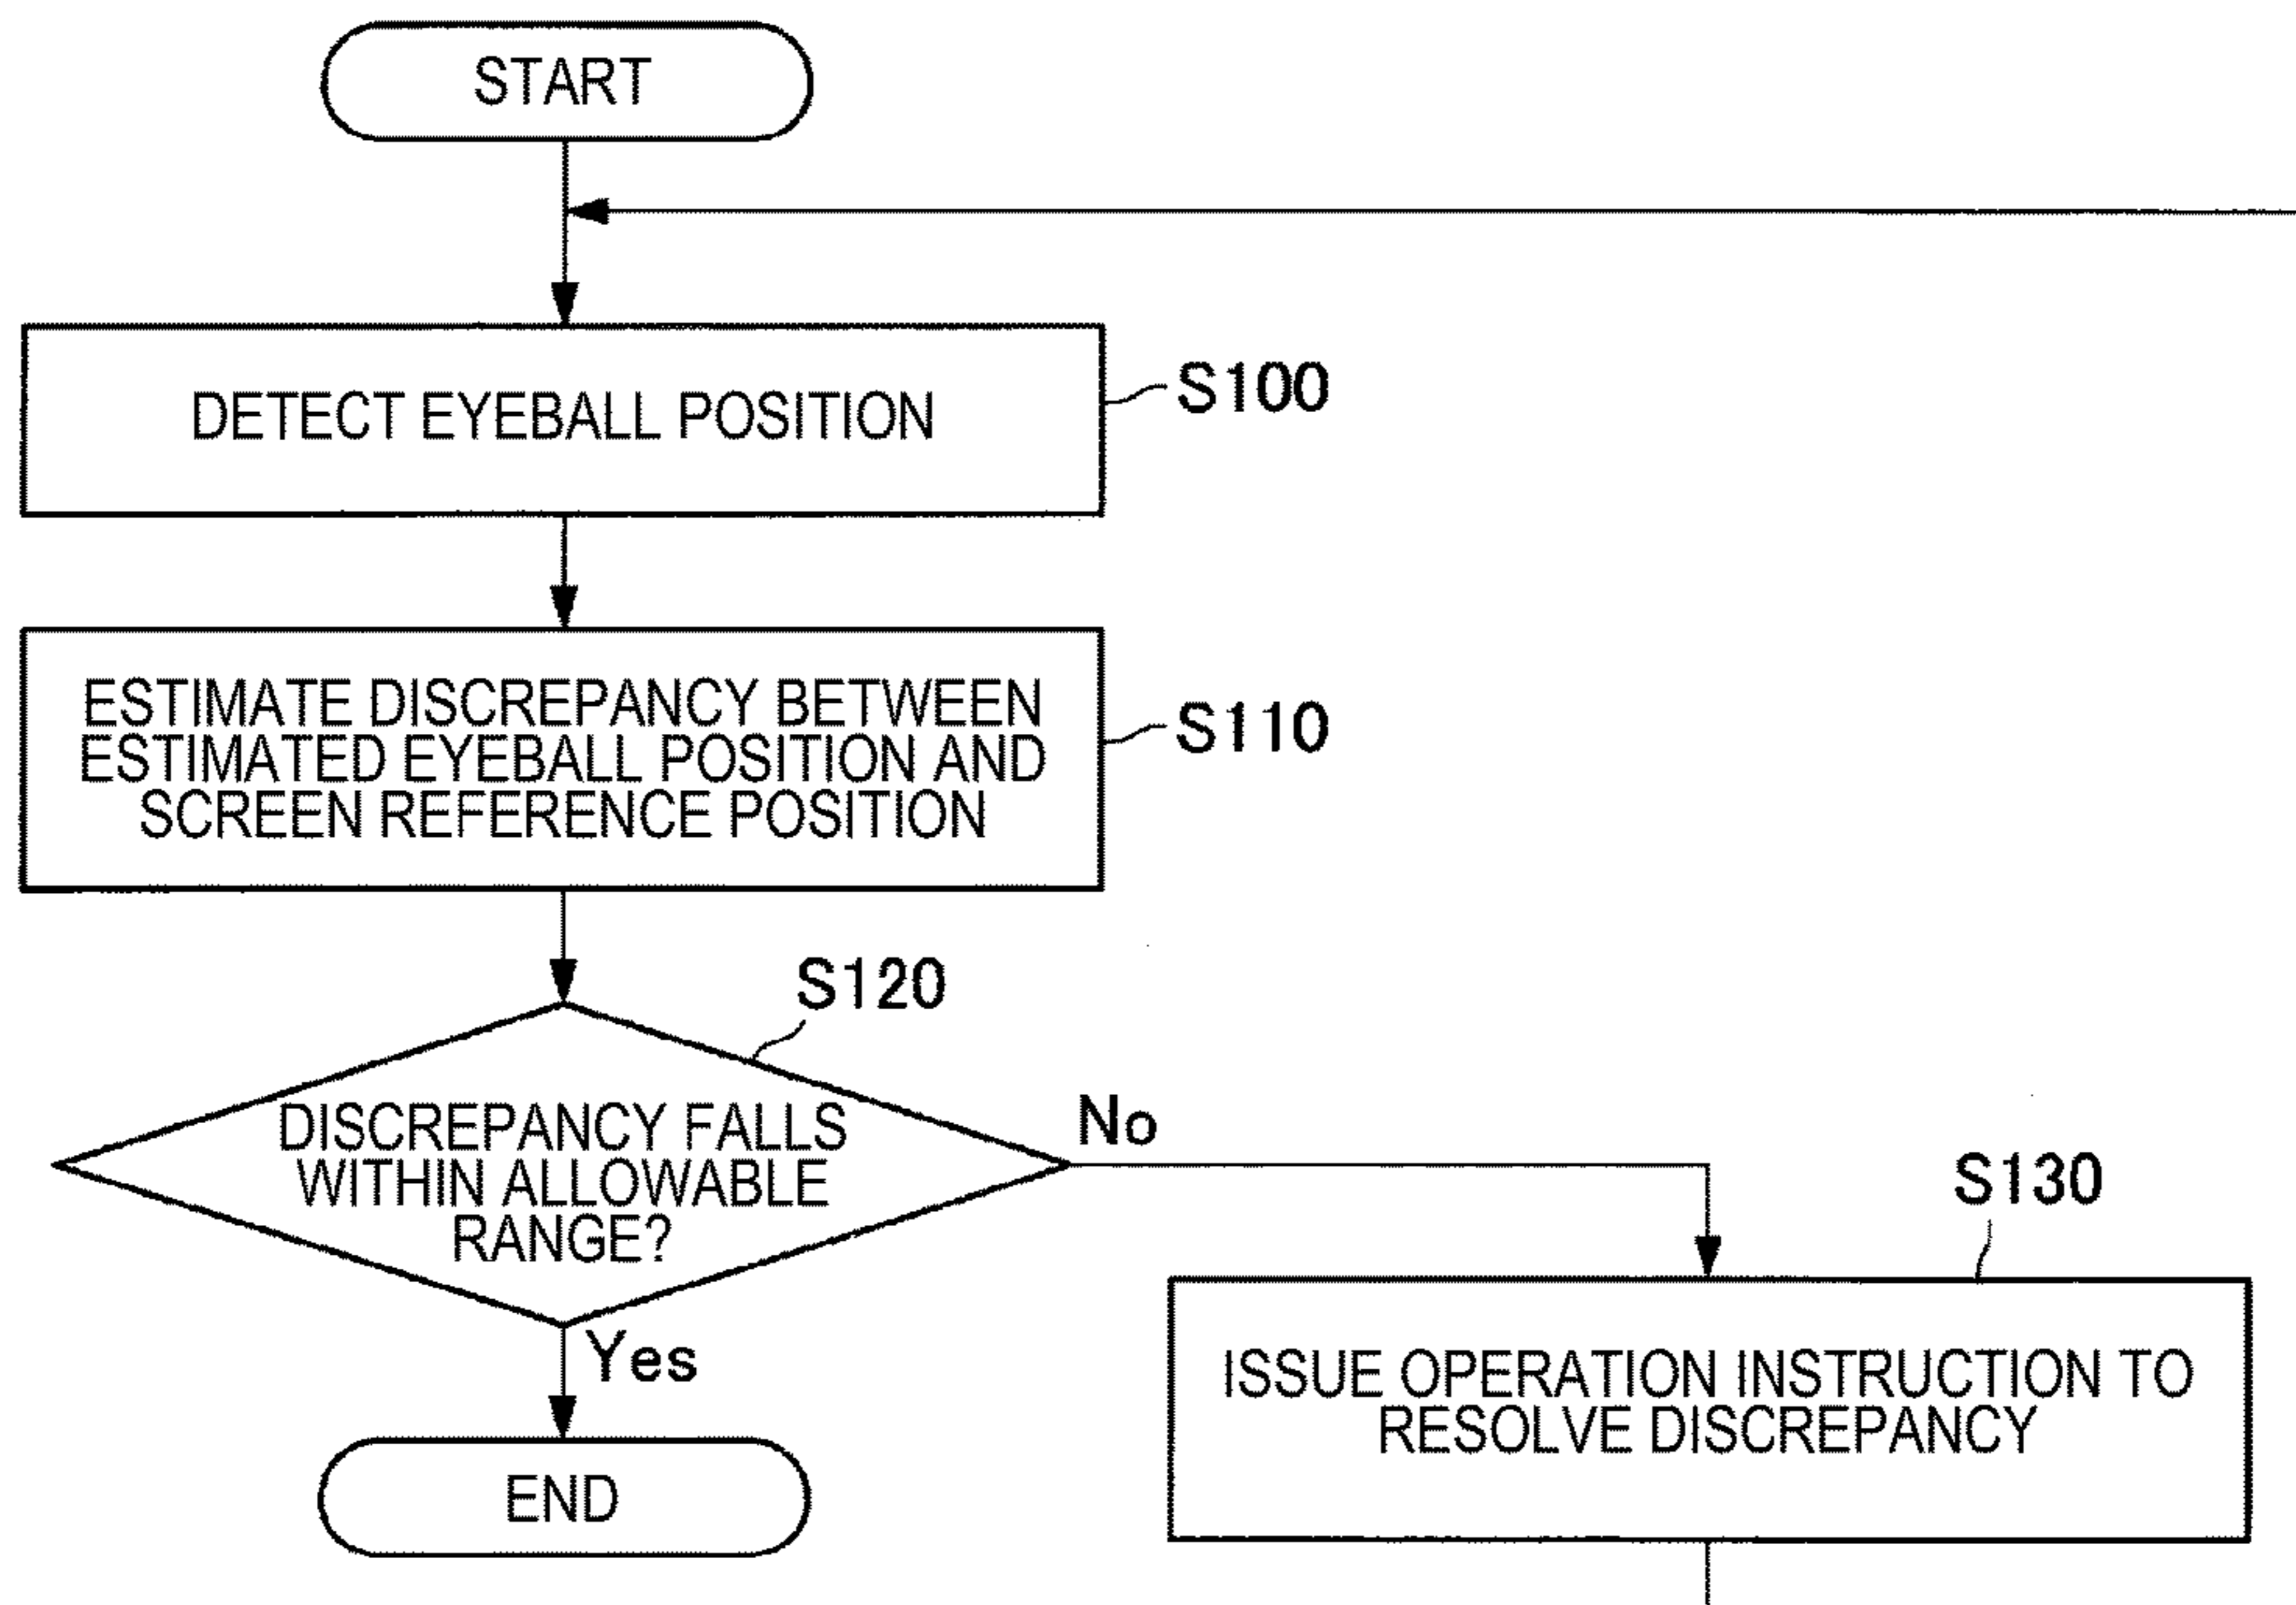 START
DETECT EYEBALL POSITION
S100
ESTIMATE DISCREPANCY BETWEEN
ESTIMATED EYEBALL POSITION AND
SCREEN REFERENCE POSITION
S110
S120
DISCREPANCY FALLS
WITHIN ALLOWABLE
RANGE?
No
Yes
S130
ISSUE OPERATION INSTRUCTION TO
RESOLVE DISCREPANCY
END